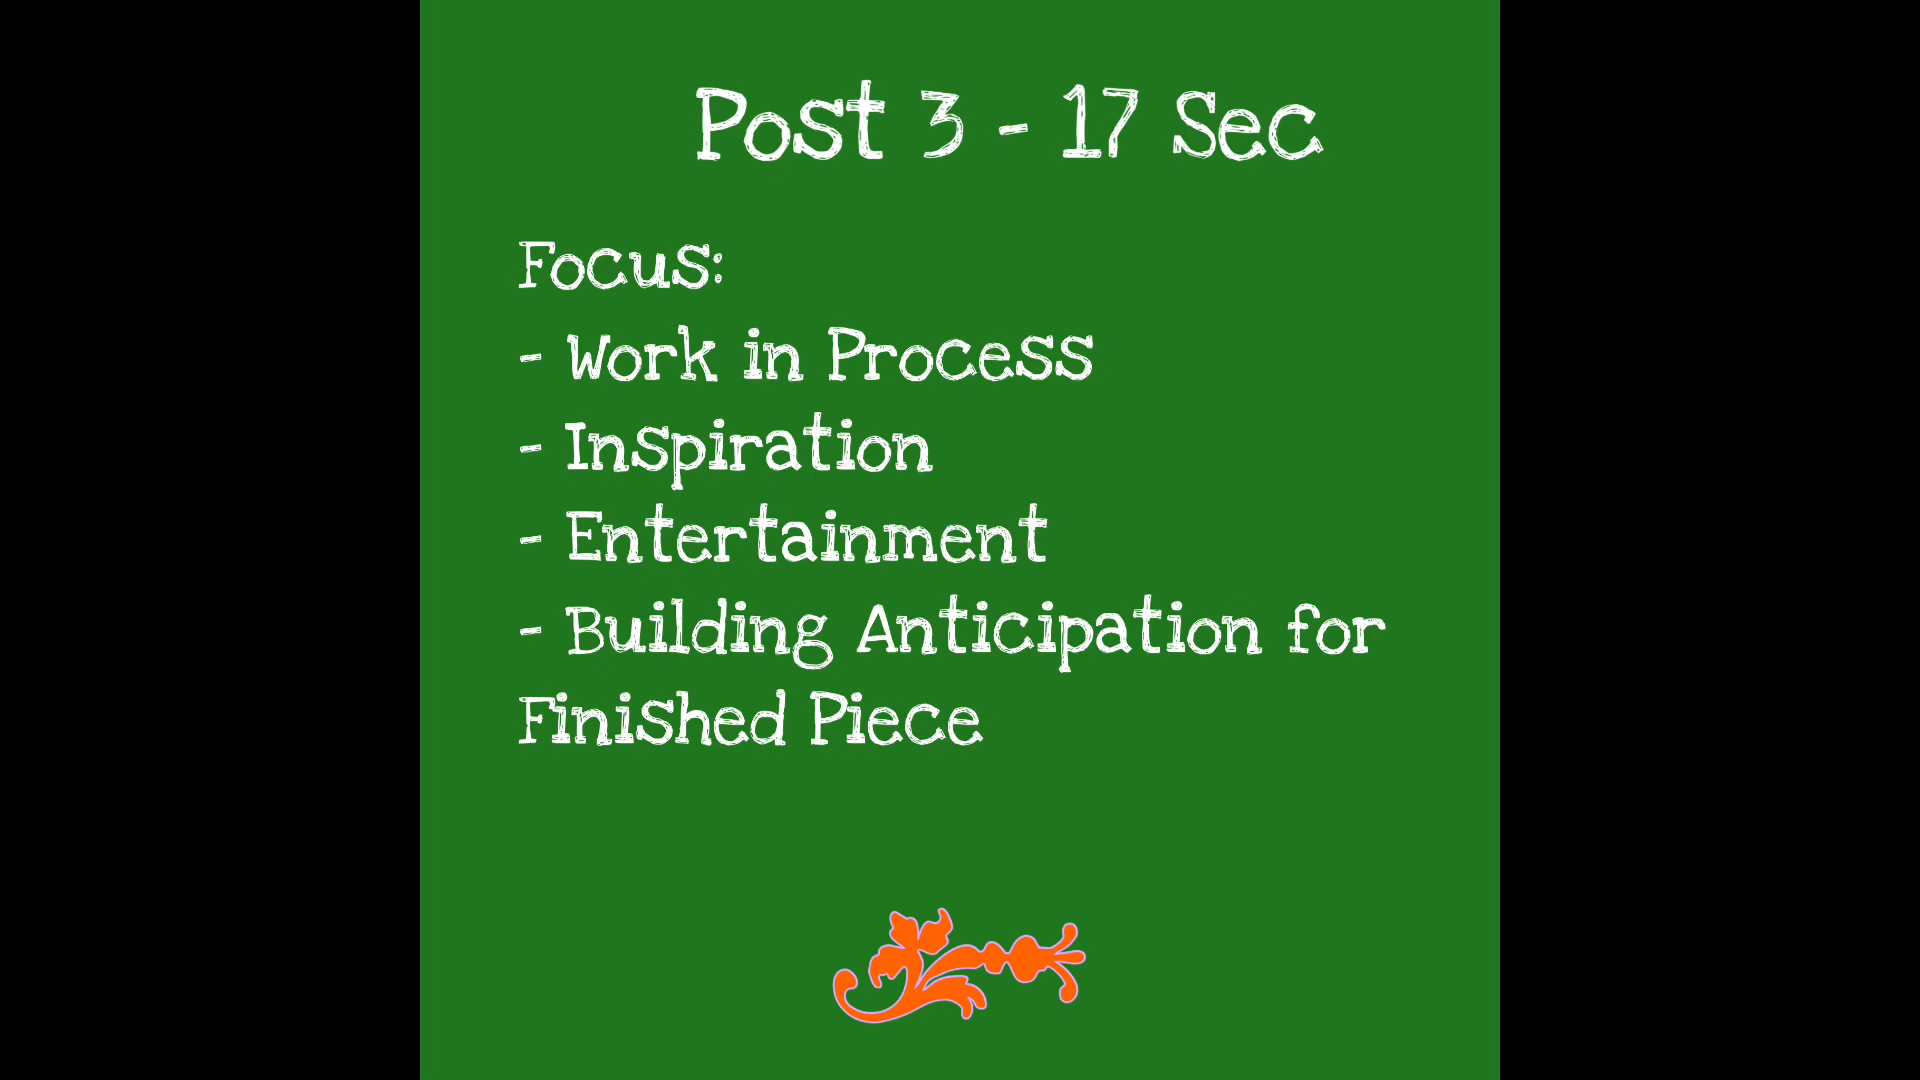 Post 3 - 17 Sec
Focus:
- Work in Process
- Inspiration
- Entertainment
- Building Anticipation for
Finished Piece